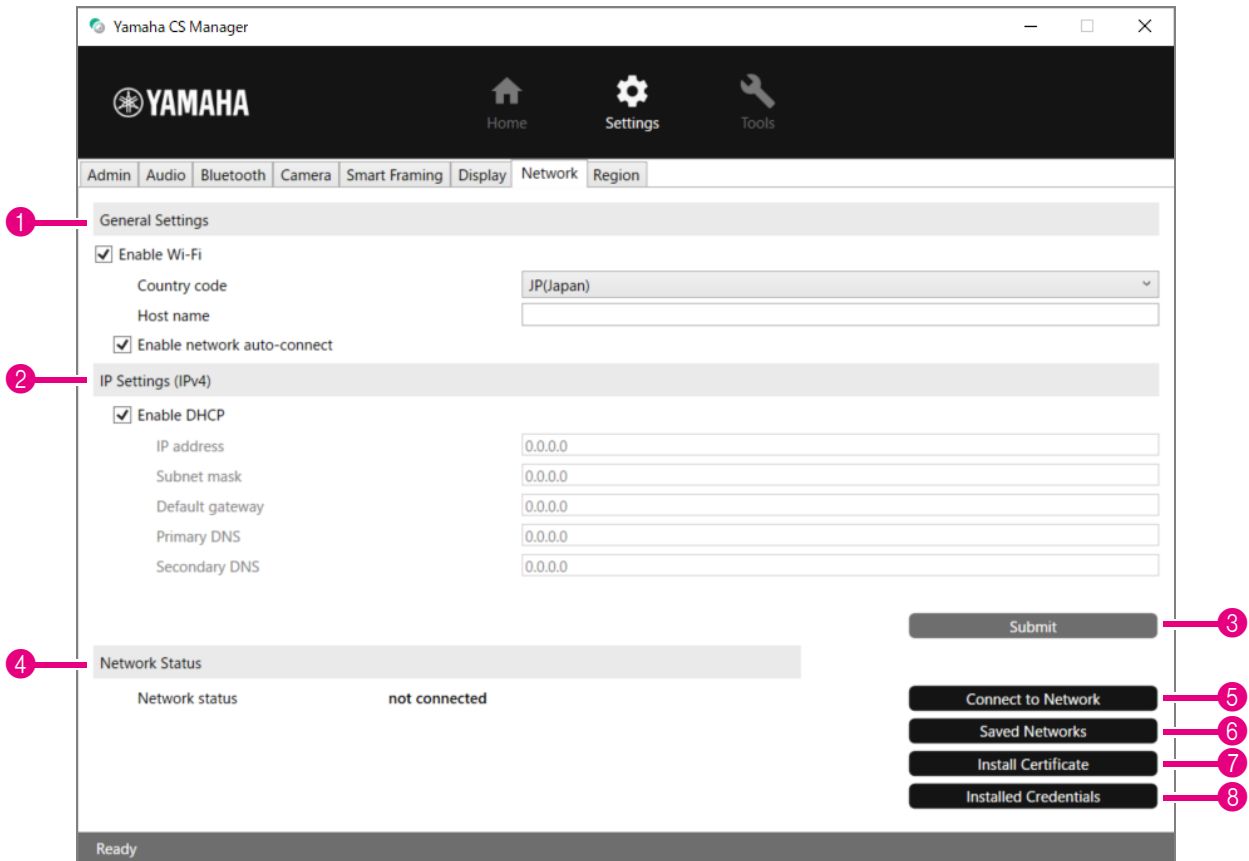 Yamaha CS Manager
YAMAHA
Home
Settings
Tools
Admin Audio Bluetooth Camera Smart Framing Display Network Region
1 General Settings
Enable Wi-Fi
Country code JP(Japan)
Host name
Enable network auto-connect
2 IP Settings (IPv4)
Enable DHCP
IP address 0.0.0.0
Subnet mask 0.0.0.0
Default gateway 0.0.0.0
Primary DNS 0.0.0.0
Secondary DNS 0.0.0.0
Submit 3
4 Network Status
Network status not connected
Connect to Network 5
Saved Networks 6
Install Certificate 7
Installed Credentials 8
Ready